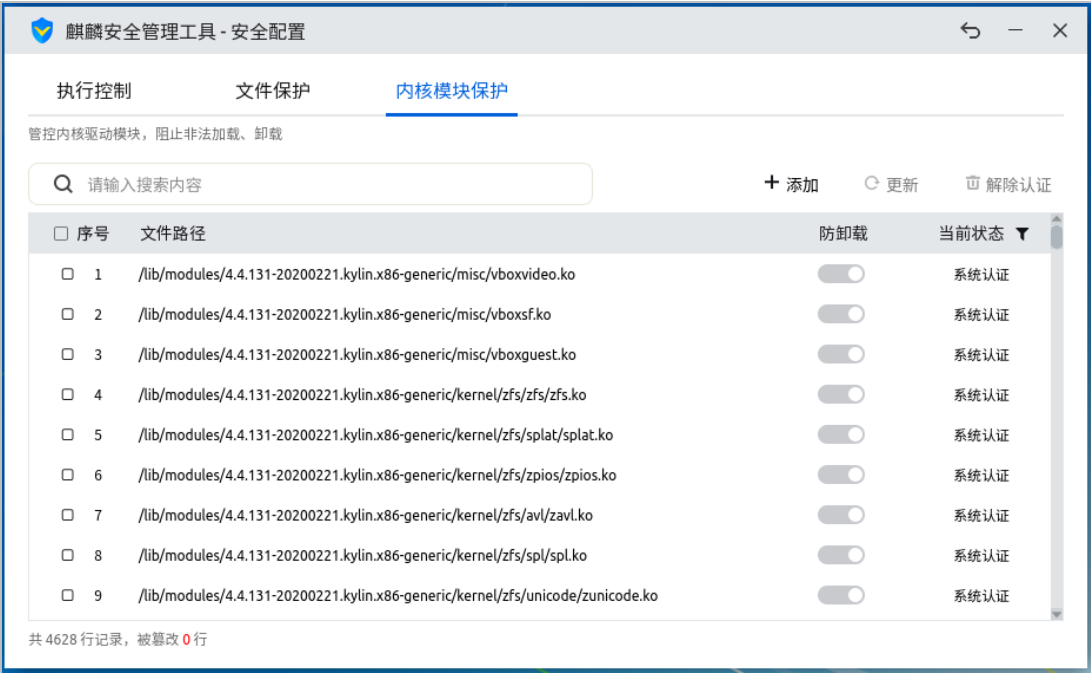 麒麟安全管理工具 - 安全配置
执行控制 文件保护 内核模块保护
管控内核驱动模块，阻止非法加载、卸载
请输入搜索内容 添加 更新 解除认证
序号 文件路径 防卸载 当前状态
1 /lib/modules/4.4.131-20200221.kylin.x86-generic/misc/vboxvideo.ko 系统认证
2 /lib/modules/4.4.131-20200221.kylin.x86-generic/misc/vboxsf.ko 系统认证
3 /lib/modules/4.4.131-20200221.kylin.x86-generic/misc/vboxguest.ko 系统认证
4 /lib/modules/4.4.131-20200221.kylin.x86-generic/kernel/zfs/zfs/zfs.ko 系统认证
5 /lib/modules/4.4.131-20200221.kylin.x86-generic/kernel/zfs/splat/splat.ko 系统认证
6 /lib/modules/4.4.131-20200221.kylin.x86-generic/kernel/zfs/zpios/zpios.ko 系统认证
7 /lib/modules/4.4.131-20200221.kylin.x86-generic/kernel/zfs/avl/zavl.ko 系统认证
8 /lib/modules/4.4.131-20200221.kylin.x86-generic/kernel/zfs/spl/spl.ko 系统认证
9 /lib/modules/4.4.131-20200221.kylin.x86-generic/kernel/zfs/unicode/zunicode.ko 系统认证
共 4628 行记录，被篡改 0 行